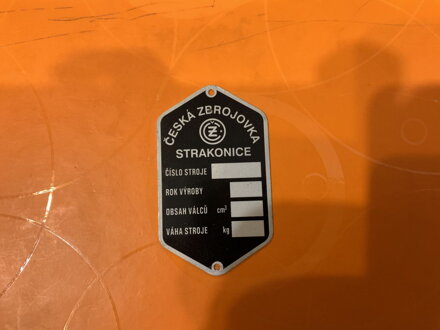 ČESKÁ ZBROJOVKA
ČZ
STRAKONICE
ČÍSLO STROJE
ROK VÝROBY
OBSAH VÁLCŮ cm³
VÁHA STROJE kg